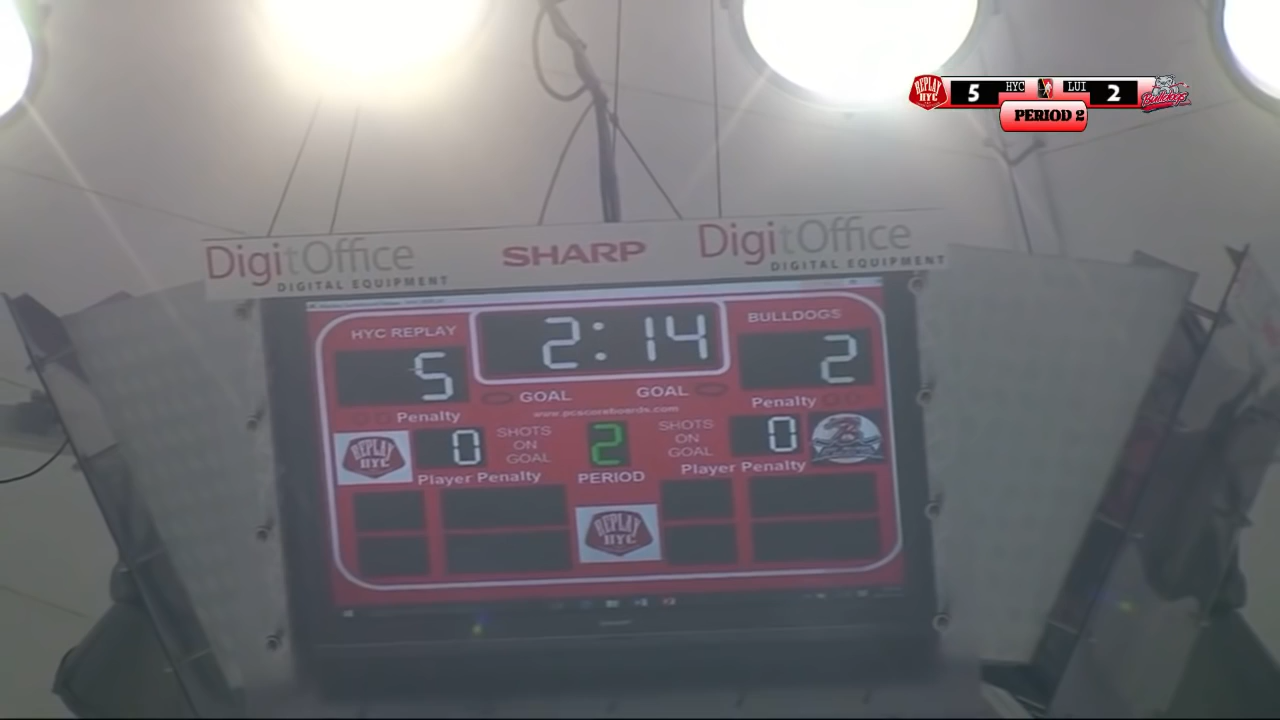 REPLAY HYC 5 HYC LUI 2 Bulldogs
PERIOD 2
DigitOffice SHARP DigitOffice
DIGITAL EQUIPMENT DIGITAL EQUIPMENT
HYC REPLAY 2:14 BULLDOGS
5 2
GOAL GOAL
www.pcscoreboards.com
Penalty Penalty
REPLAY HYC 0 SHOTS ON GOAL 2 SHOTS ON GOAL 0
Player Penalty PERIOD Player Penalty
REPLAY HYC